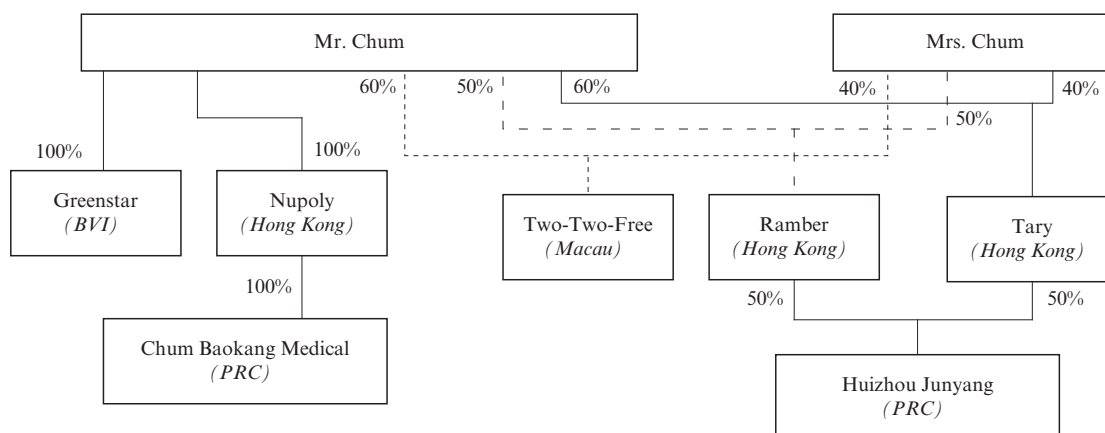 Mr. Chum
Mrs. Chum
60%
50%
60%
40%
40%
50%
100%
100%
Greenstar
(BVI)
Nupoly
(Hong Kong)
Two-Two-Free
(Macau)
Ramber
(Hong Kong)
Tary
(Hong Kong)
100%
50%
50%
Chum Baokang Medical
(PRC)
Huizhou Junyang
(PRC)